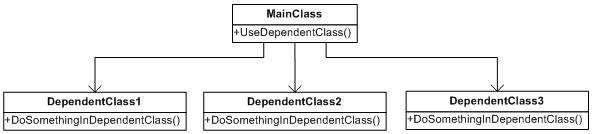 MainClass
+UseDependentClass()
DependentClass1
+DoSomethingInDependentClass()
DependentClass2
+DoSomethingInDependentClass()
DependentClass3
+DoSomethingInDependentClass()